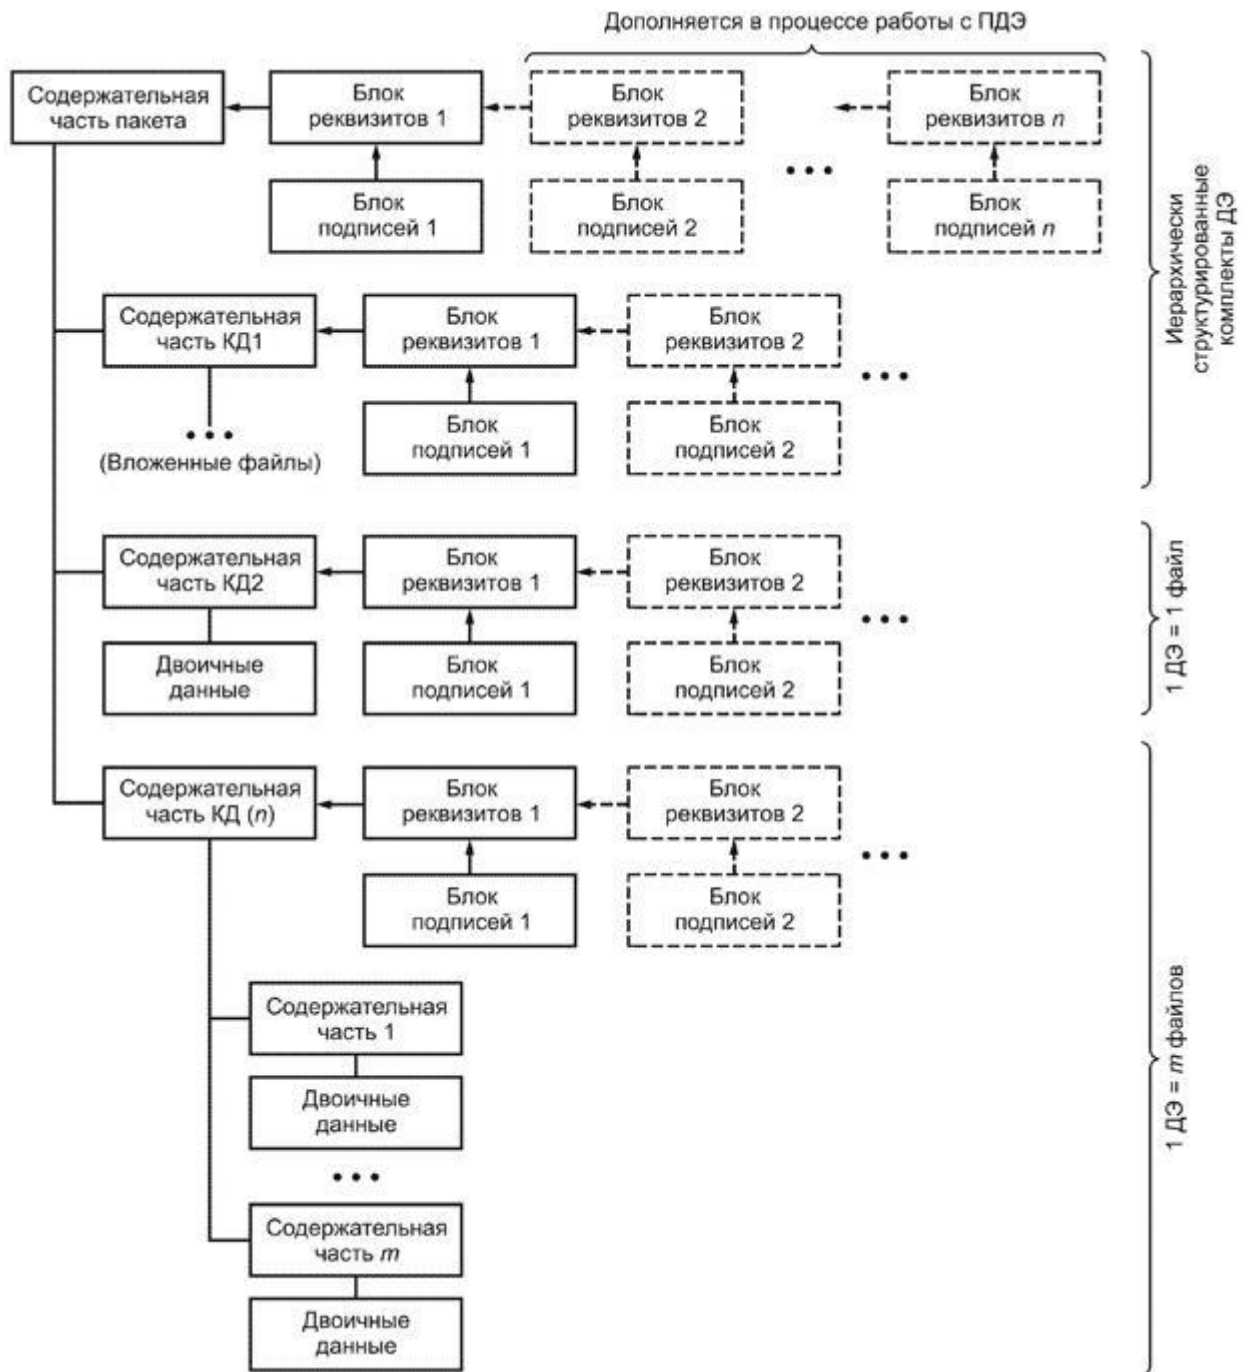 Дополняется в процессе работы с ПДЭ
Содержательная
часть пакета
Блок
реквизитов 1
Блок
реквизитов 2
Блок
реквизитов n
Блок
подписей 1
Блок
подписей 2
• • •
Блок
подписей n
Иерархически
структурированные
комплекты ДЭ
Содержательная
часть КД1
Блок
реквизитов 1
Блок
реквизитов 2
• • •
• • •
(Вложенные файлы)
Блок
подписей 1
Блок
подписей 2
Содержательная
часть КД2
Блок
реквизитов 1
Блок
реквизитов 2
• • •
1 ДЭ = 1 файл
Двоичные
данные
Блок
подписей 1
Блок
подписей 2
Содержательная
часть КД (n)
Блок
реквизитов 1
Блок
реквизитов 2
• • •
Блок
подписей 1
Блок
подписей 2
1 ДЭ = m файлов
Содержательная
часть 1
Двоичные
данные
• • •
Содержательная
часть m
Двоичные
данные